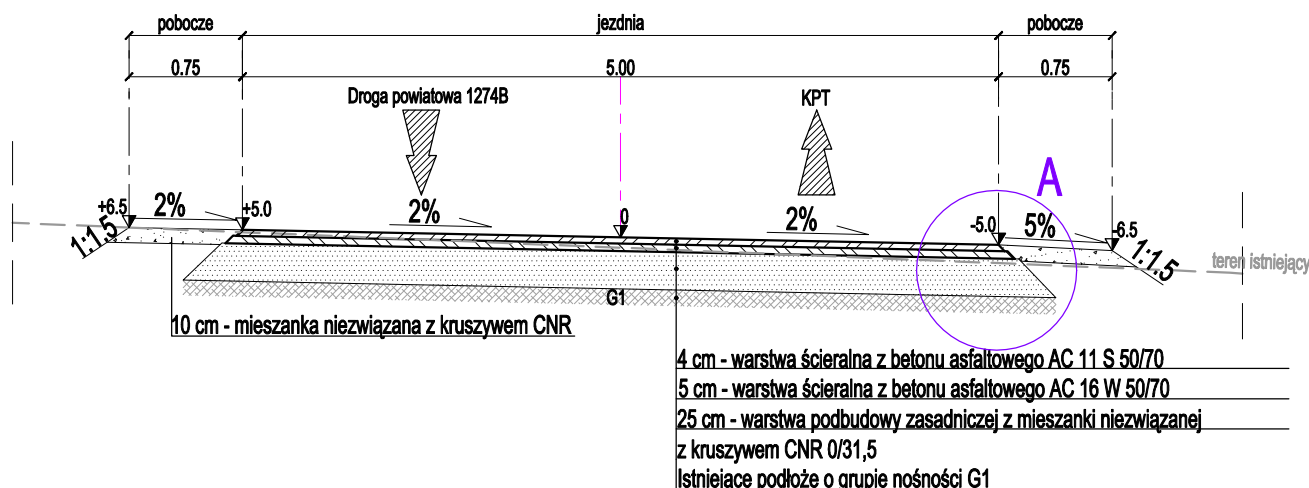 pobocze
jezdnia
pobocze
0.75
5.00
0.75
Droga powiatowa 1274B
KPT
A
+6.5
2%
+5.0
2%
0
2%
-5.0
5%
-6.5
1:1.5
1:1.5
teren istniejący
G1
10 cm - mieszanka niezwiązana z kruszywem CNR
4 cm - warstwa ścieralna z betonu asfaltowego AC 11 S 50/70
5 cm - warstwa ścieralna z betonu asfaltowego AC 16 W 50/70
25 cm - warstwa podbudowy zasadniczej z mieszanki niezwiązanej
z kruszywem CNR 0/31,5
Istniejące podłoże o grupie nośności G1